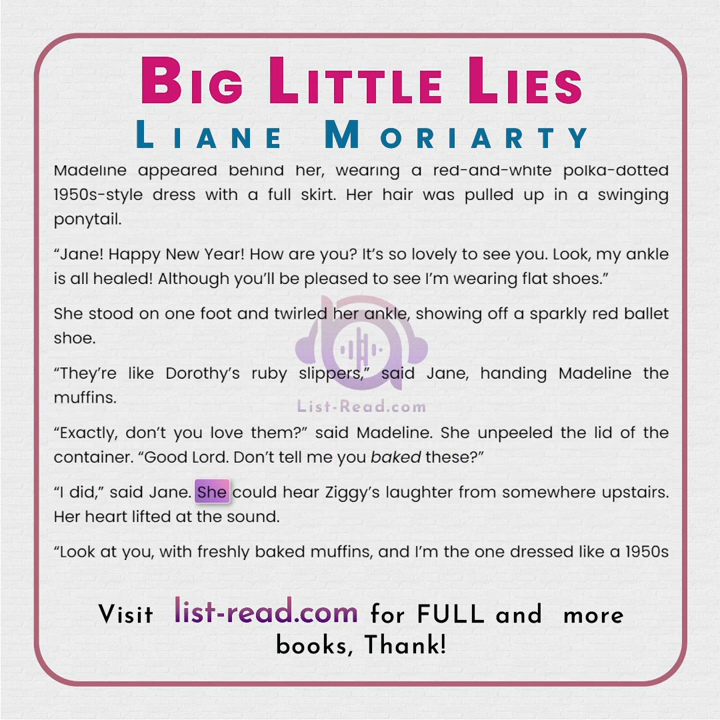 BIG LITTLE LIES
LIANE MORIARTY
Madeline appeared behind her, wearing a red-and-white polka-dotted
1950s-style dress with a full skirt. Her hair was pulled up in a swinging
ponytail.
“Jane! Happy New Year! How are you? It’s so lovely to see you. Look, my ankle
is all healed! Although you’ll be pleased to see I’m wearing flat shoes.”
She stood on one foot and twirled her ankle, showing off a sparkly red ballet
shoe.
“They’re like Dorothy’s ruby slippers,” said Jane, handing Madeline the
muffins.
List-Read.com
“Exactly, don’t you love them?” said Madeline. She unpeeled the lid of the
container. “Good Lord. Don’t tell me you baked these?”
“I did,” said Jane. She could hear Ziggy’s laughter from somewhere upstairs.
Her heart lifted at the sound.
“Look at you, with freshly baked muffins, and I’m the one dressed like a 1950s
Visit list-read.com for FULL and more
books, Thank!